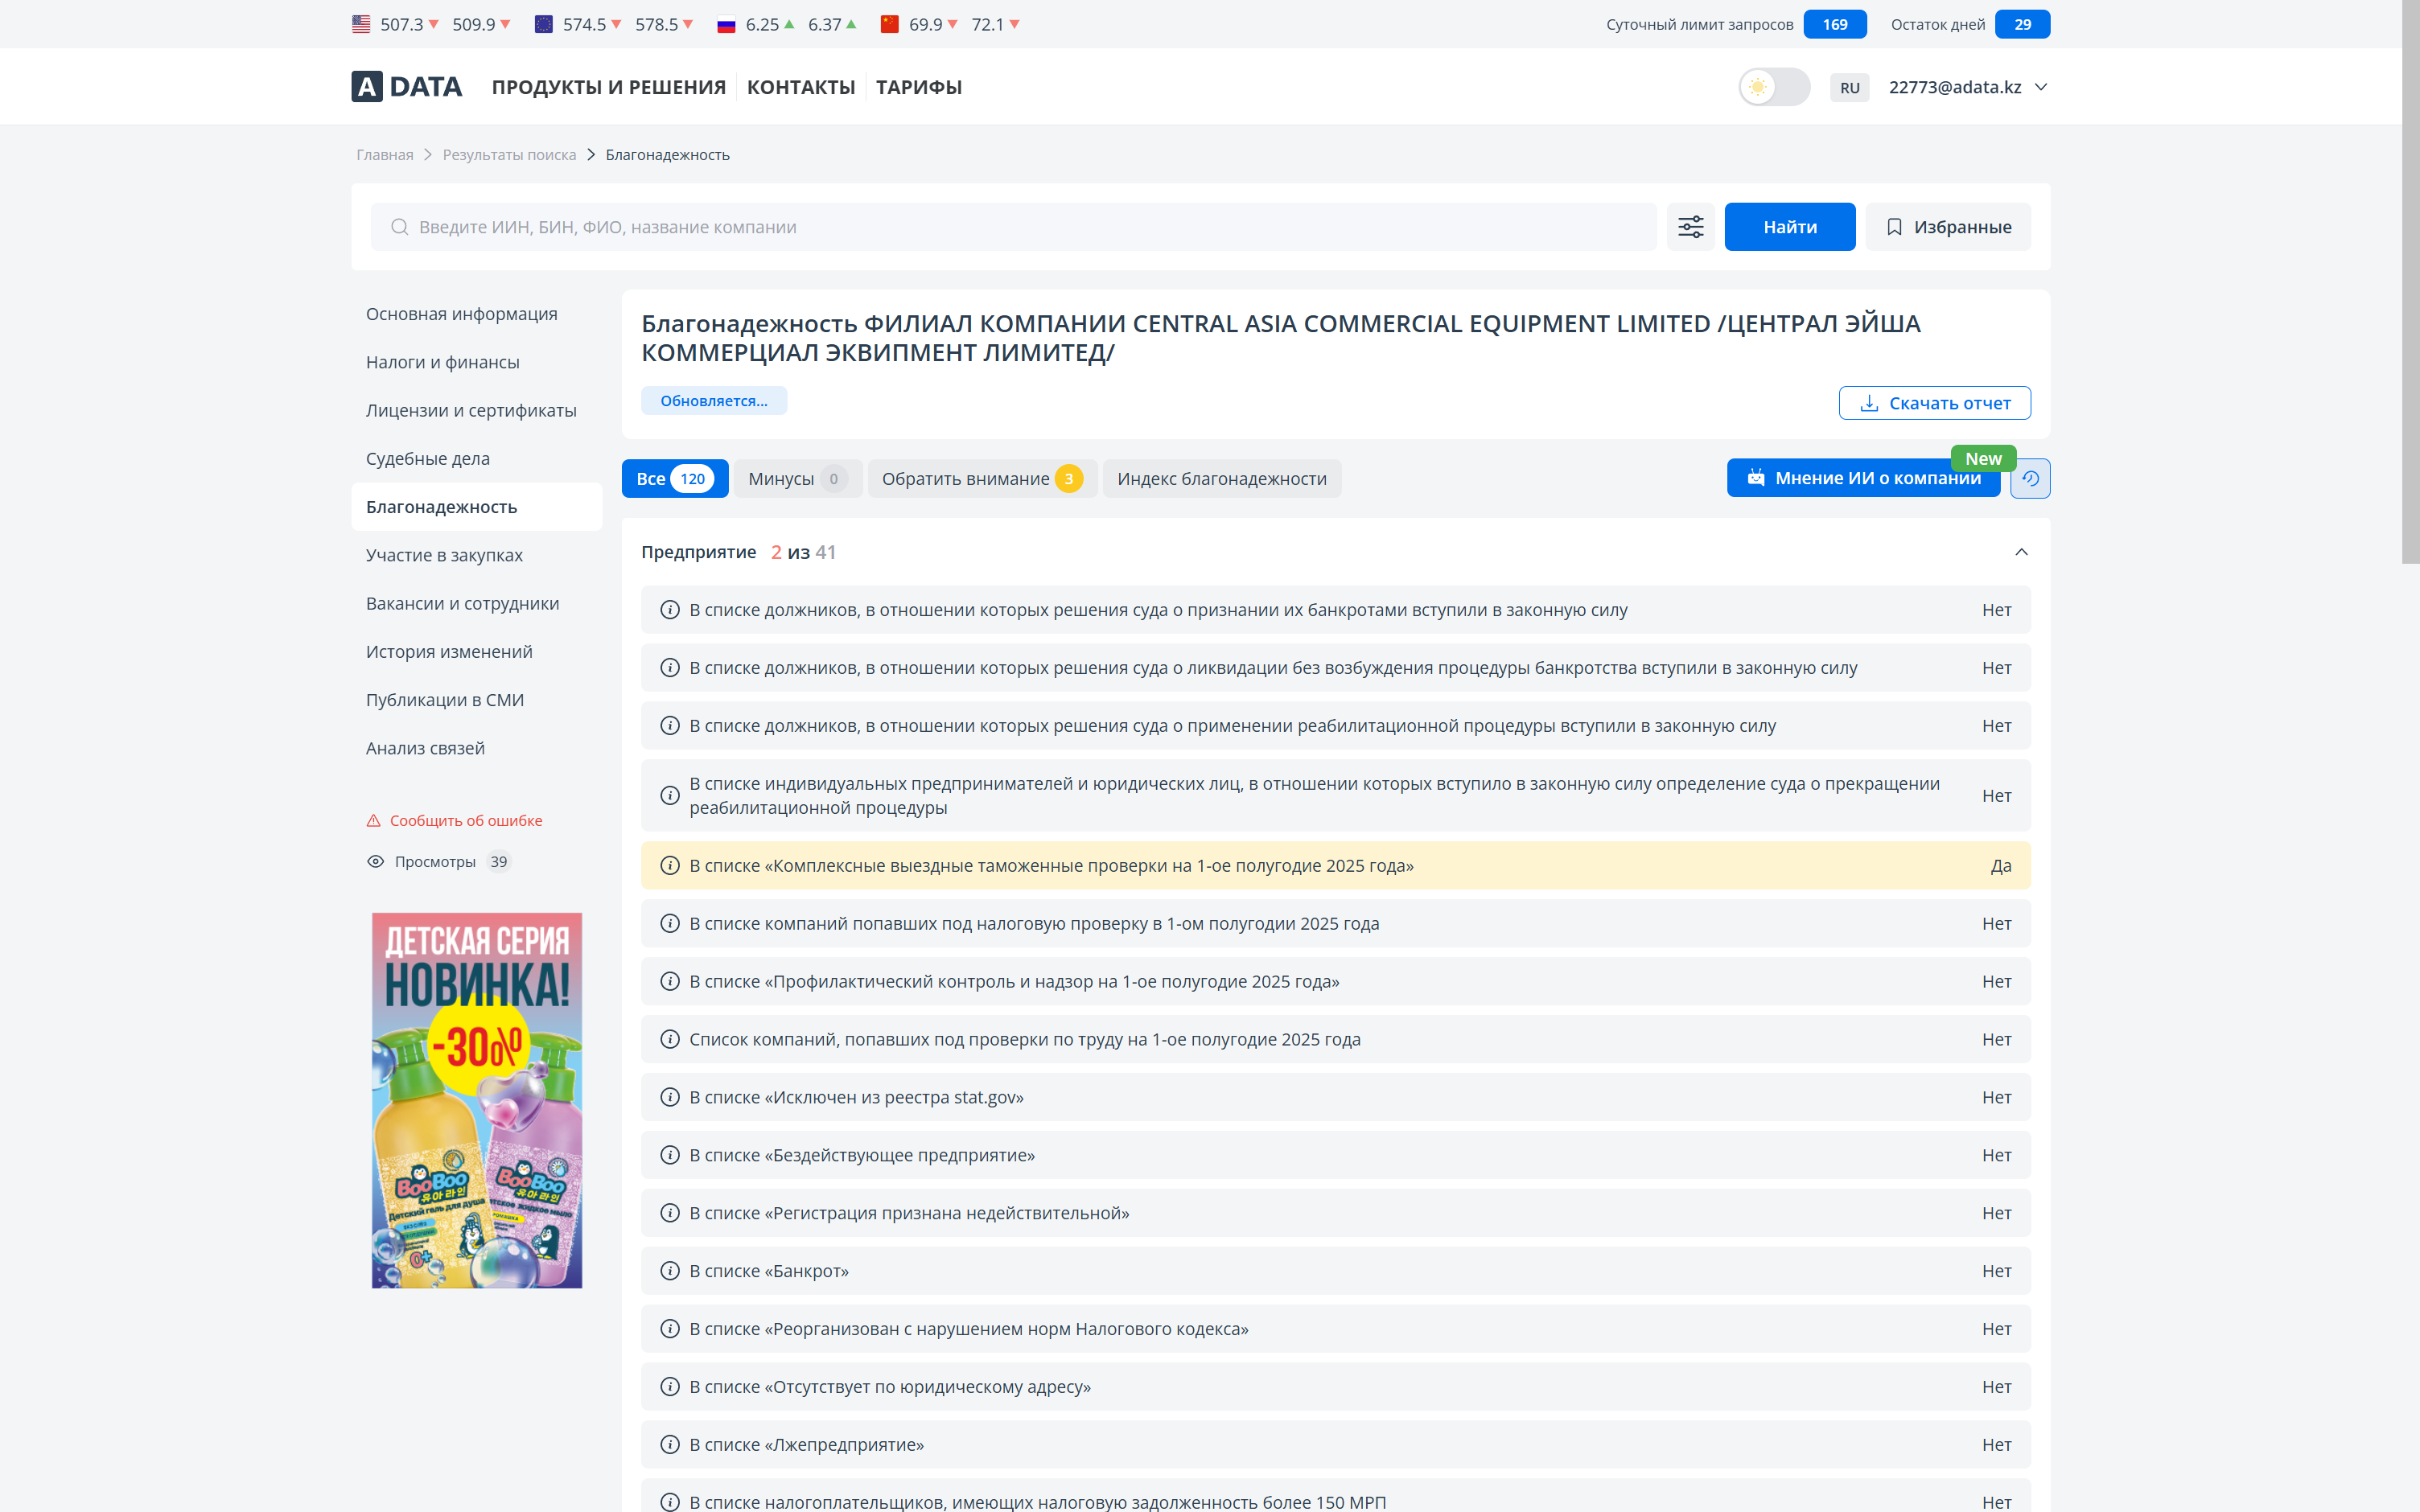 507.3 509.9 574.5 578.5 6.25 6.37 69.9 72.1 Суточный лимит запросов 169 Остаток дней 29
A DATA ПРОДУКТЫ И РЕШЕНИЯ КОНТАКТЫ ТАРИФЫ RU 22773@adata.kz
Главная Результаты поиска Благонадежность
Введите ИИН, БИН, ФИО, название компании Найти Избранные
Основная информация
Налоги и финансы
Лицензии и сертификаты
Судебные дела
Благонадежность
Участие в закупках
Вакансии и сотрудники
История изменений
Публикации в СМИ
Анализ связей
Сообщить об ошибке
Просмотры 39
ДЕТСКАЯ СЕРИЯ
НОВИНКА!
-30%
BooBoo
유아라인
Детский гель для душа
0+
BooBoo
유아라인
Благонадежность ФИЛИАЛ КОМПАНИИ CENTRAL ASIA COMMERCIAL EQUIPMENT LIMITED /ЦЕНТРАЛ ЭЙША
КОММЕРЦИАЛ ЭКВИПМЕНТ ЛИМИТЕД/
Обновляется... Скачать отчет
Все 120 Минусы 0 Обратить внимание 3 Индекс благонадежности Мнение ИИ о компании New
Предприятие 2 из 41
В списке должников, в отношении которых решения суда о признании их банкротами вступили в законную силу Нет
В списке должников, в отношении которых решения суда о ликвидации без возбуждения процедуры банкротства вступили в законную силу Нет
В списке должников, в отношении которых решения суда о применении реабилитационной процедуры вступили в законную силу Нет
В списке индивидуальных предпринимателей и юридических лиц, в отношении которых вступило в законную силу определение суда о прекращении
реабилитационной процедуры Нет
В списке «Комплексные выездные таможенные проверки на 1-ое полугодие 2025 года» Да
В списке компаний попавших под налоговую проверку в 1-ом полугодии 2025 года Нет
В списке «Профилактический контроль и надзор на 1-ое полугодие 2025 года» Нет
Список компаний, попавших под проверки по труду на 1-ое полугодие 2025 года Нет
В списке «Исключен из реестра stat.gov» Нет
В списке «Бездействующее предприятие» Нет
В списке «Регистрация признана недействительной» Нет
В списке «Банкрот» Нет
В списке «Реорганизован с нарушением норм Налогового кодекса» Нет
В списке «Отсутствует по юридическому адресу» Нет
В списке «Лжепредприятие» Нет
В списке налогоплательщиков, имеющих налоговую задолженность более 150 МРП Нет